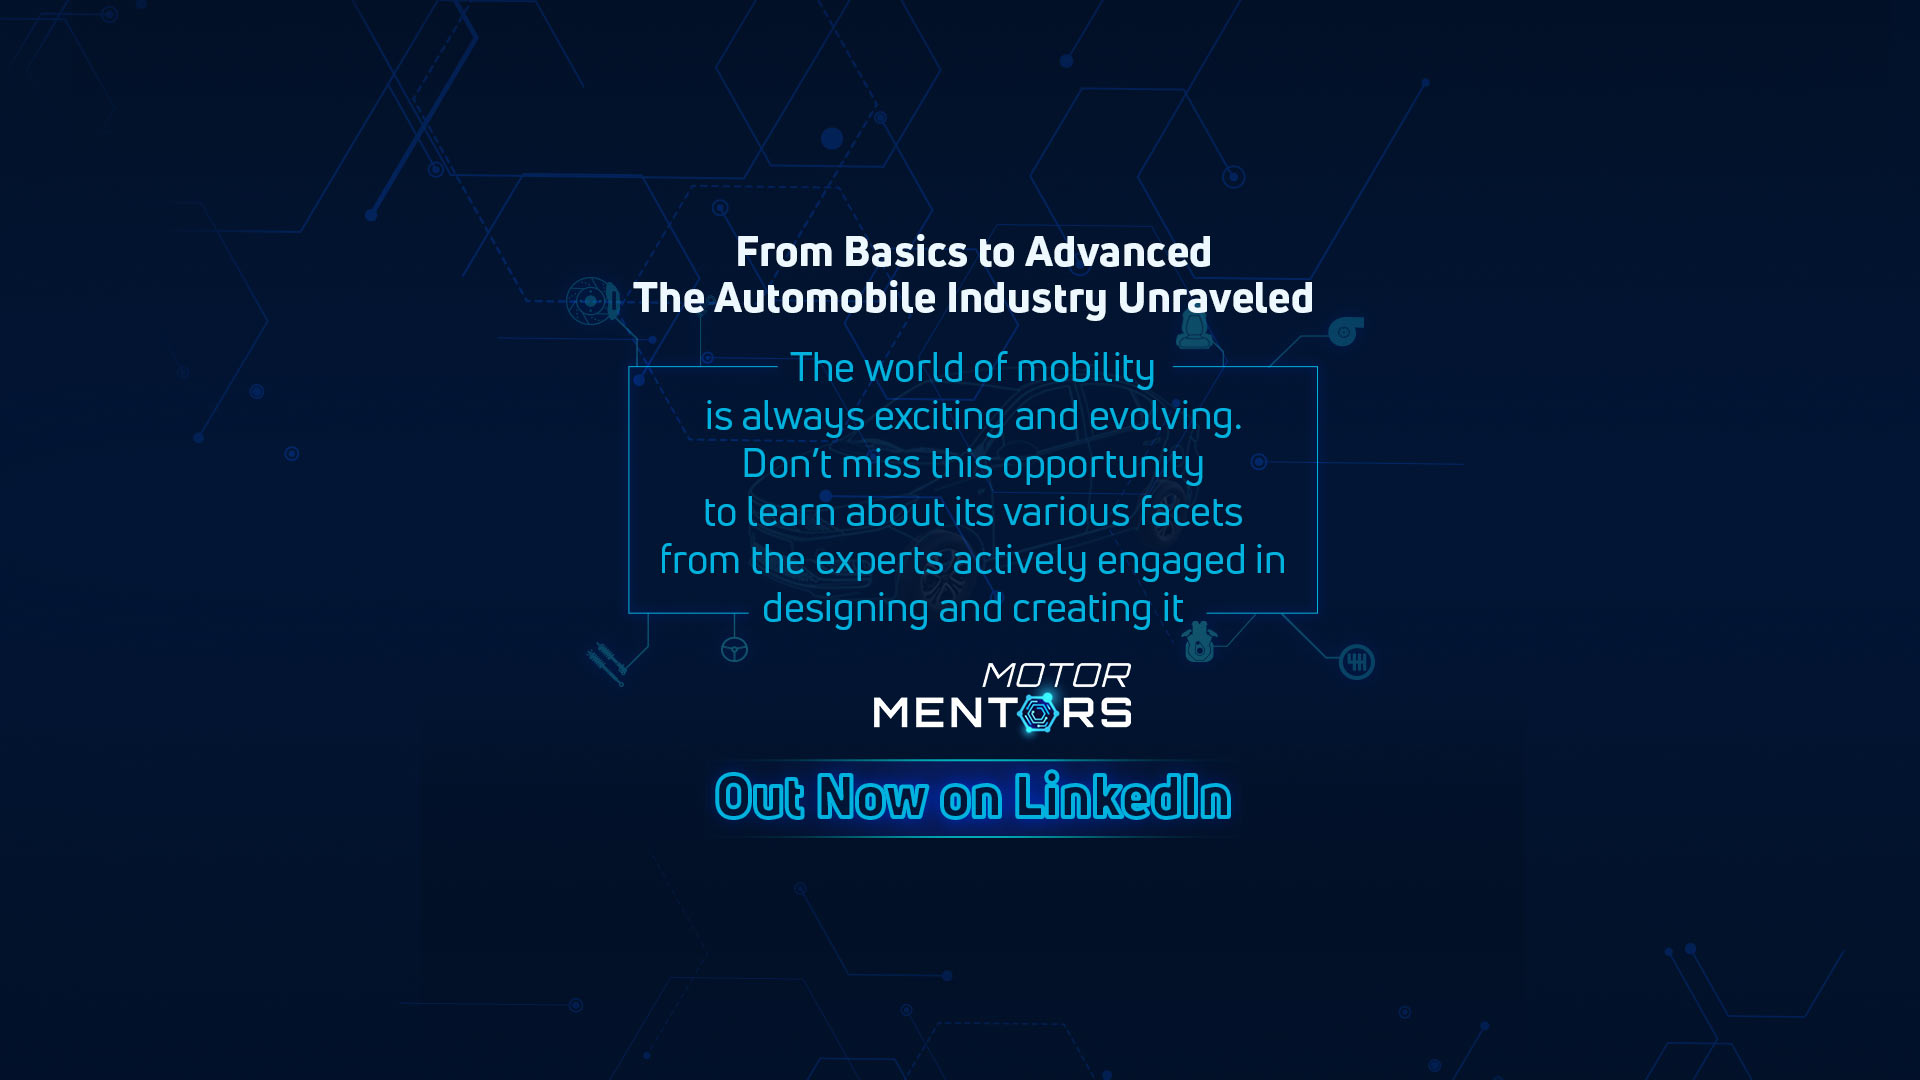 From Basics to Advanced
The Automobile Industry Unraveled
The world of mobility
is always exciting and evolving.
Don’t miss this opportunity
to learn about its various facets
from the experts actively engaged in
designing and creating it
MOTOR
MENTORS
Out Now on LinkedIn